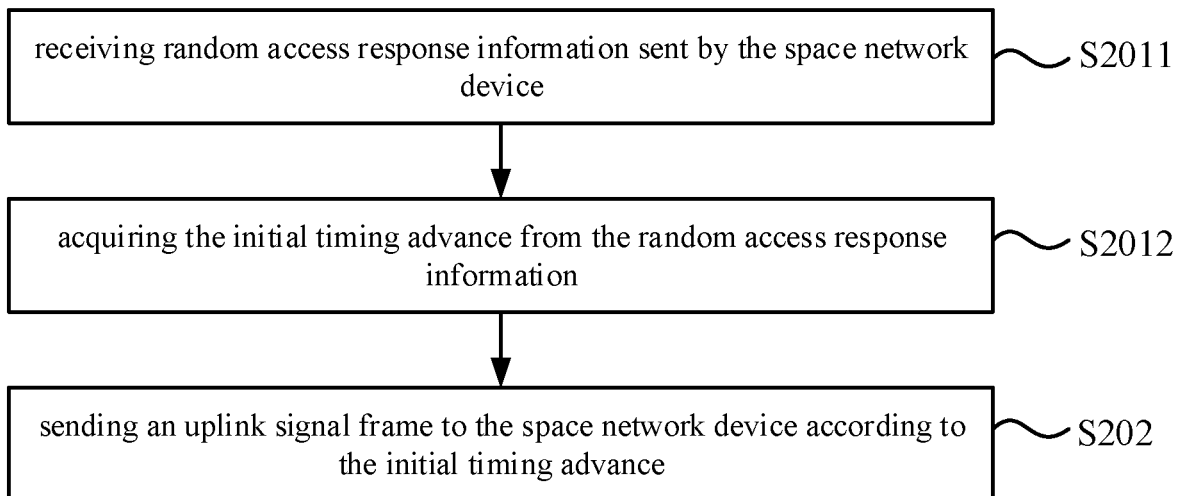 receiving random access response information sent by the space network
device
S2011
acquiring the initial timing advance from the random access response
information
S2012
sending an uplink signal frame to the space network device according to
the initial timing advance
S202